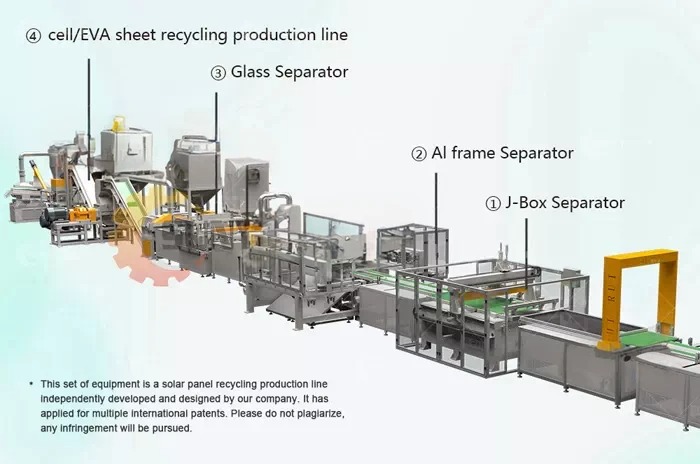 ④ cell/EVA sheet recycling production line
③ Glass Separator
② Al frame Separator
① J-Box Separator
• This set of equipment is a solar panel recycling production line
independently developed and designed by our company. It has
applied for multiple international patents. Please do not plagiarize,
any infringement will be pursued.